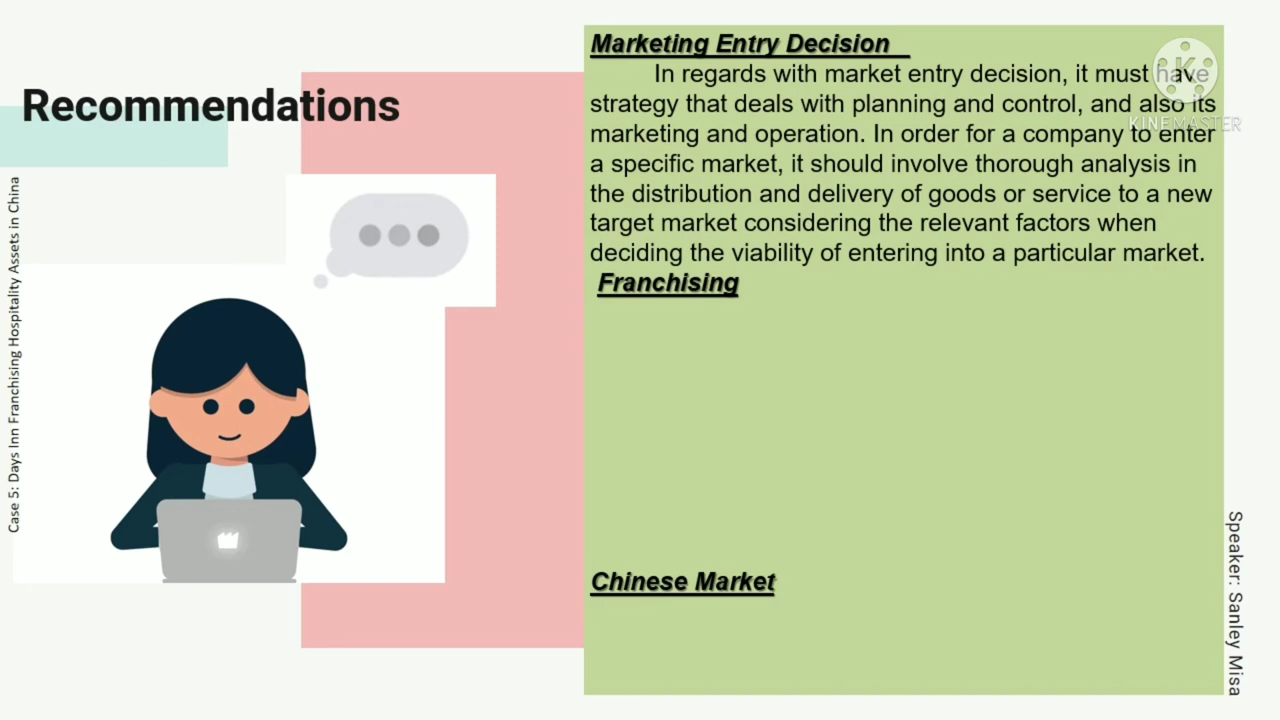 Recommendations
Case 5: Days Inn Franchising Hospitality Assets in China
Marketing Entry Decision
In regards with market entry decision, it must have
strategy that deals with planning and control, and also its
marketing and operation. In order for a company to enter
a specific market, it should involve thorough analysis in
the distribution and delivery of goods or service to a new
target market considering the relevant factors when
deciding the viability of entering into a particular market.
Franchising
Chinese Market
KINEMASTER
Speaker: Sanley Misa